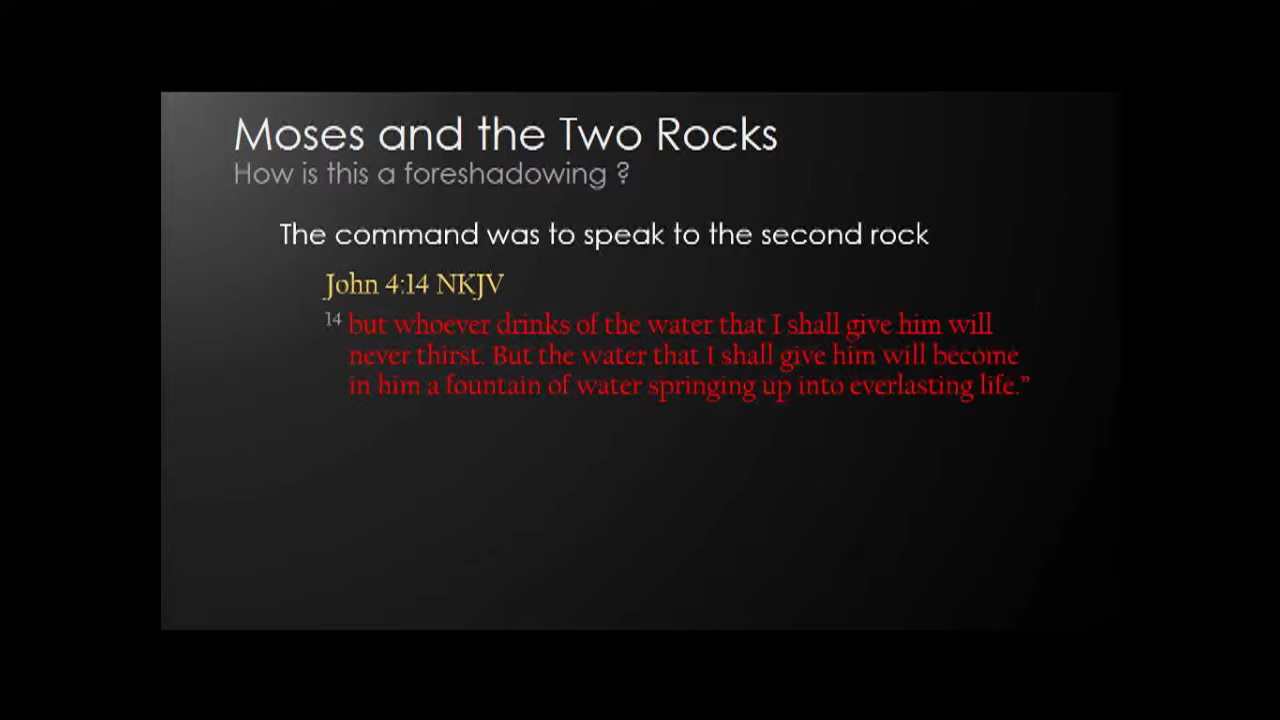 Moses and the Two Rocks
How is this a foreshadowing ?
The command was to speak to the second rock
John 4:14 NKJV
14 but whoever drinks of the water that I shall give him will
never thirst. But the water that I shall give him will become
in him a fountain of water springing up into everlasting life.”